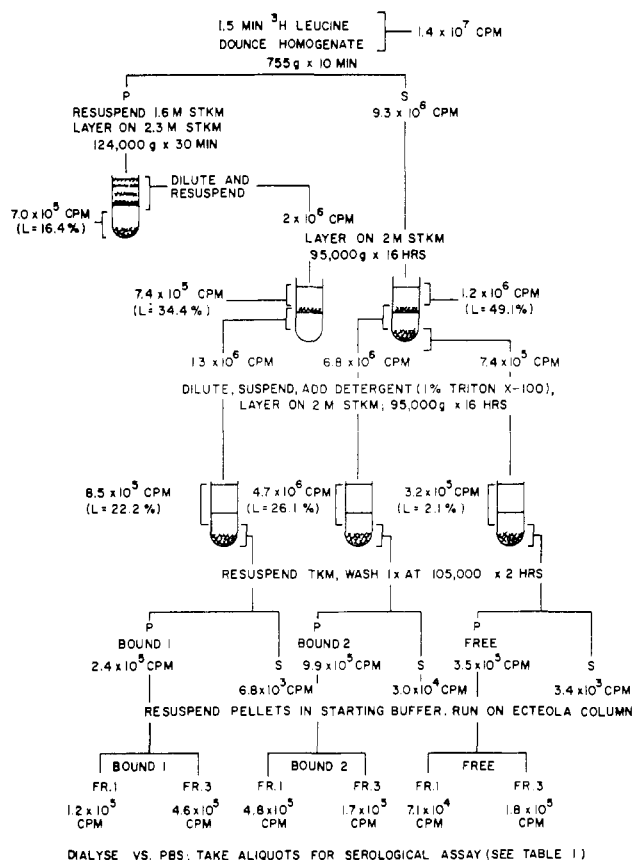 1.5 MIN ³H LEUCINE
DOUNCE HOMOGENATE
1.4 x 10⁷ CPM
755g x 10 MIN
P
S
RESUSPEND 1.6 M STKM
LAYER ON 2.3 M STKM
124,000 g x 30 MIN
9.3 x 10⁶ CPM
DILUTE AND
RESUSPEND
7.0 x 10⁵ CPM
(L=16.4%)
2 x 10⁶ CPM
LAYER ON 2M STKM
95,000g x 16 HRS
7.4 x 10⁵ CPM
(L=34.4%)
1.2 x 10⁶ CPM
(L=49.1%)
1.3 x 10⁶ CPM
6.8 x 10⁶ CPM
7.4 x 10⁵ CPM
DILUTE, SUSPEND, ADD DETERGENT (1% TRITON X-100),
LAYER ON 2M STKM; 95,000g x 16 HRS
8.5 x 10⁵ CPM
(L=22.2%)
4.7 x 10⁶ CPM
(L=26.1%)
3.2 x 10⁵ CPM
(L=2.1%)
RESUSPEND TKM, WASH 1x AT 105,000 x 2 HRS
P
BOUND 1
2.4 x 10⁵ CPM
S
6.8 x 10³ CPM
P
BOUND 2
9.9 x 10⁵ CPM
S
3.0 x 10⁴ CPM
P
FREE
3.5 x 10⁵ CPM
S
3.4 x 10³ CPM
RESUSPEND PELLETS IN STARTING BUFFER, RUN ON ECTEOLA COLUMN
BOUND 1
BOUND 2
FREE
FR.1
1.2 x 10⁵
CPM
FR.3
4.6 x 10⁵
CPM
FR.1
4.8 x 10⁵
CPM
FR.3
1.7 x 10⁵
CPM
FR.1
7.1 x 10⁴
CPM
FR.3
1.8 x 10⁵
CPM
DIALYSE VS. PBS; TAKE ALIQUOTS FOR SEROLOGICAL ASSAY (SEE TABLE I)